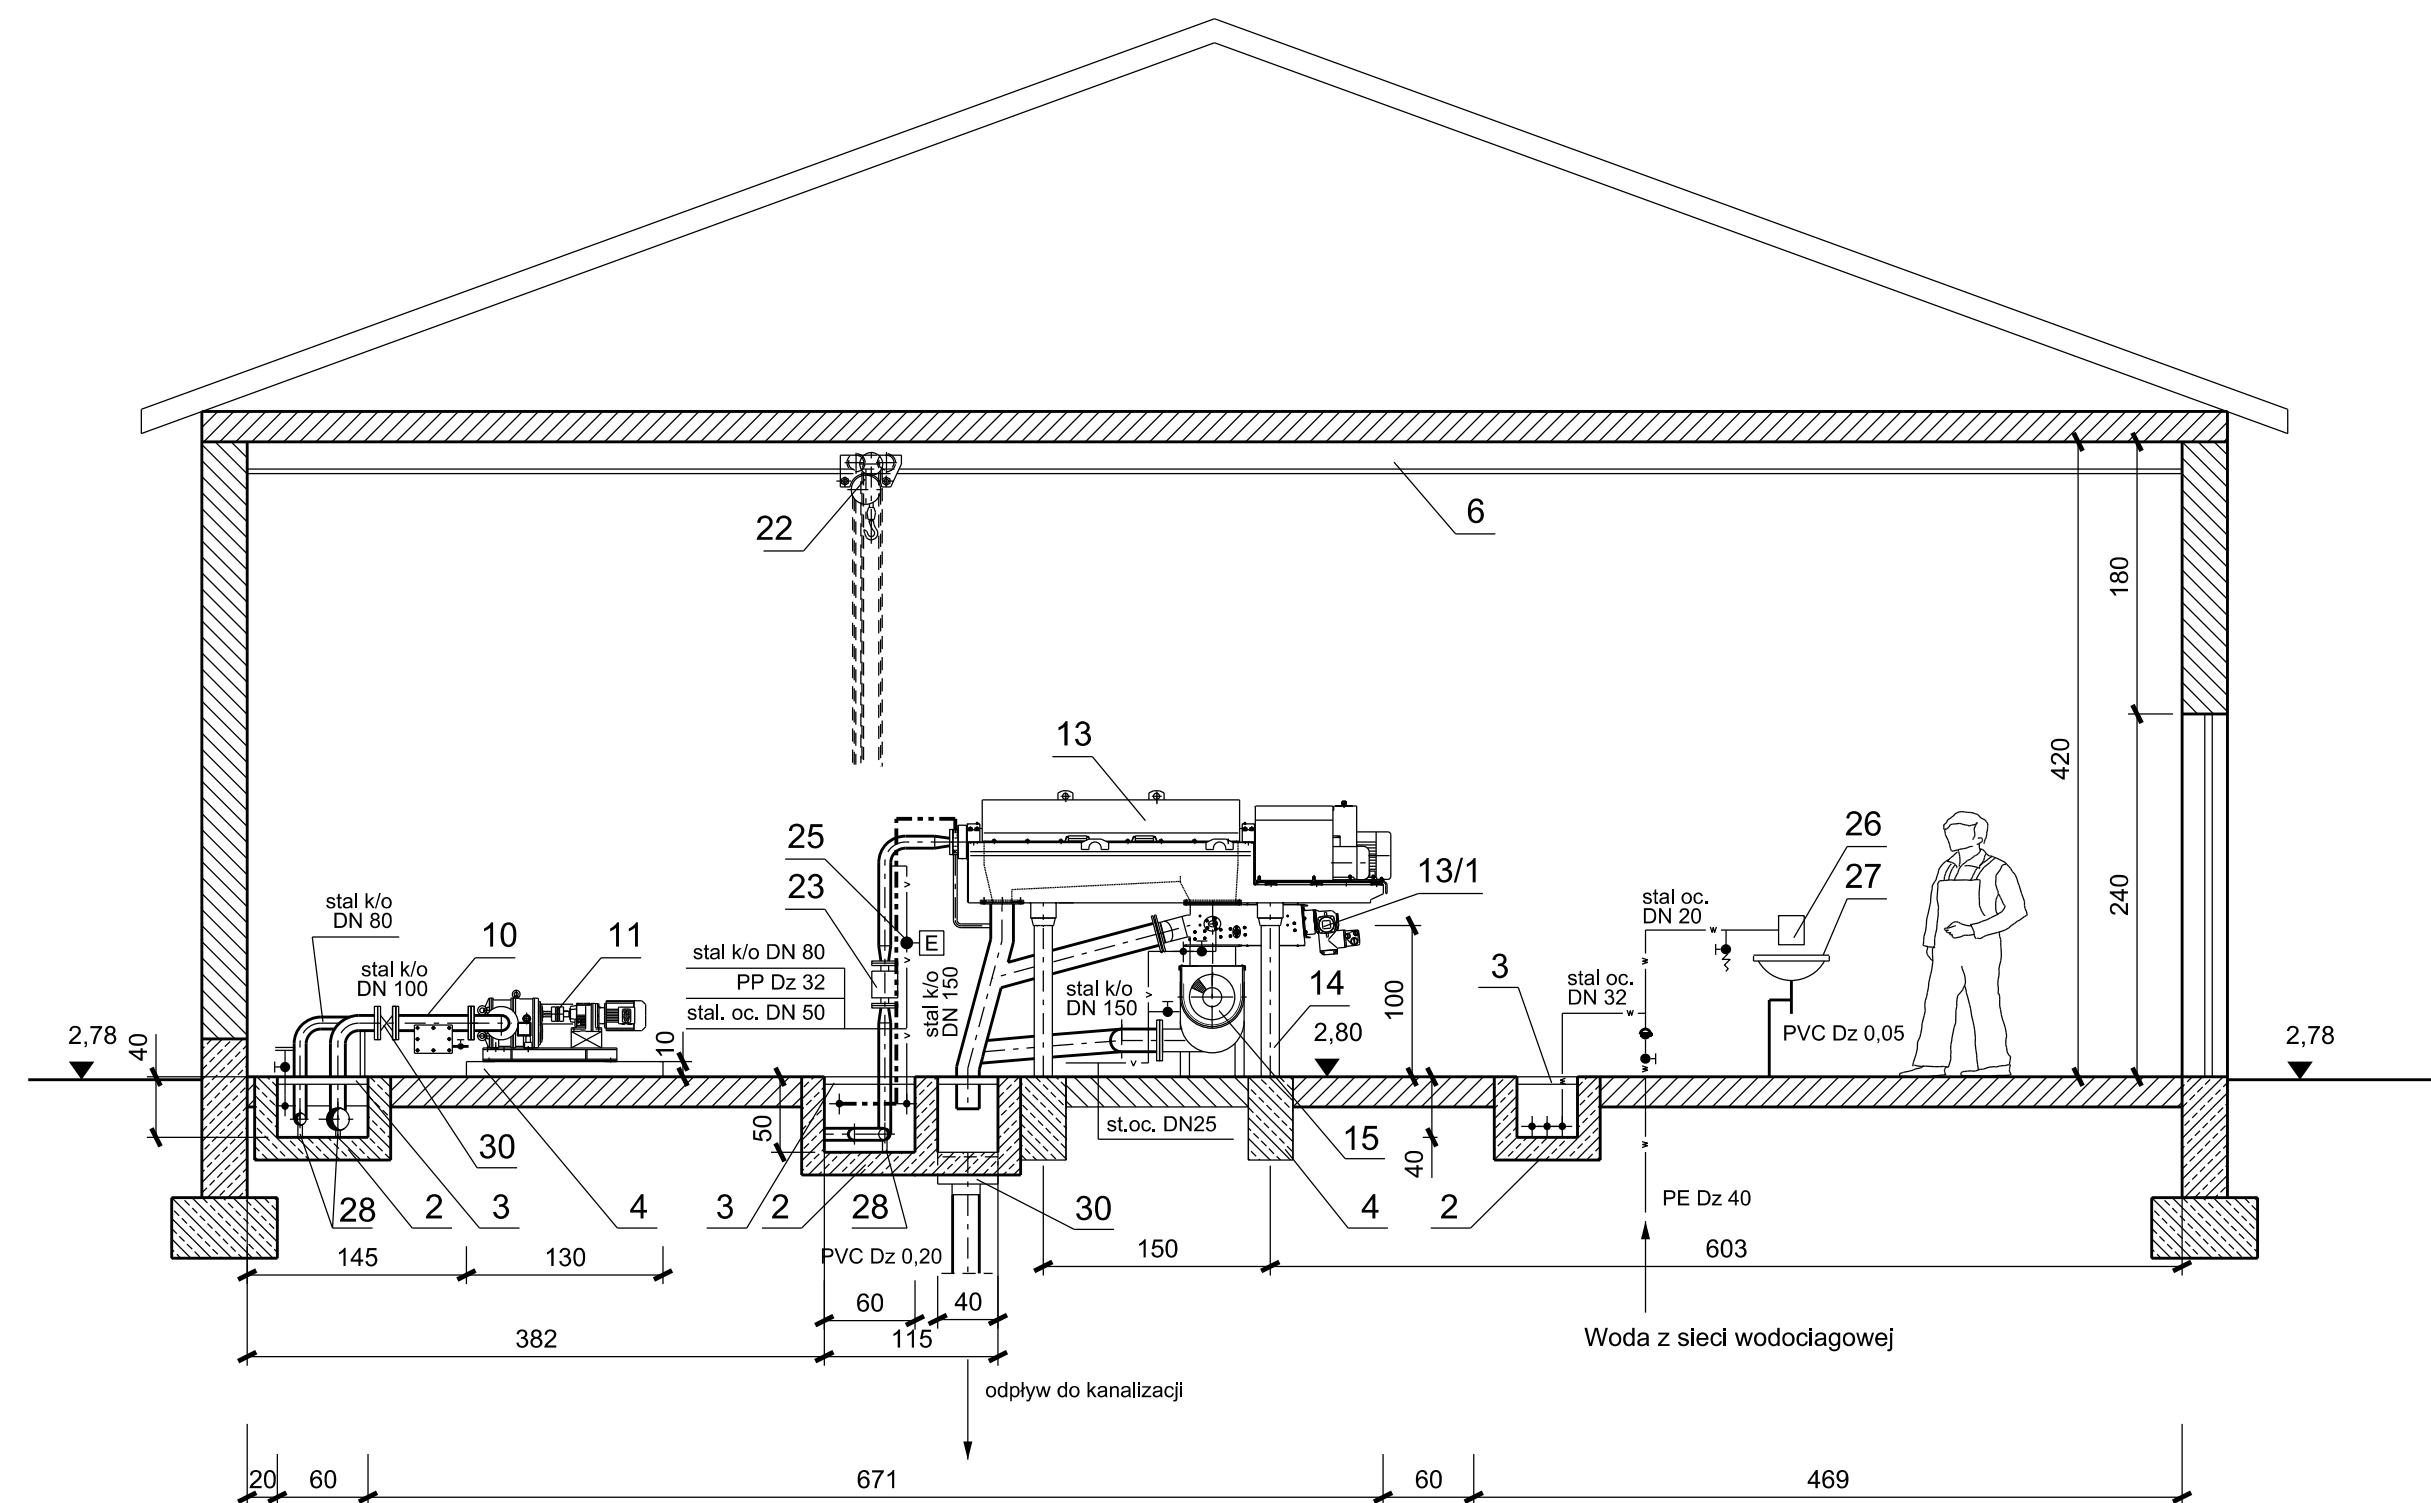 22
6
180
420
240
13
25
23
E
13/1
26
27
stal oc.
DN 20
stal k/o
DN 80
10
11
stal k/o
DN 100
stal k/o DN 80
PP Dz 32
stal. oc. DN 50
stal k/o
DN 150
stal k/o
DN 150
14
2,80
100
3
stal oc.
DN 32
PVC Dz 0,05
2,78
40
10
2,78
50
st.oc. DN25
15
40
30
28
2
3
4
3
2
28
30
4
2
PE Dz 40
145
130
PVC Dz 0,20
150
603
60
40
382
115
Woda z sieci wodociagowej
odpływ do kanalizacji
20
60
671
60
469